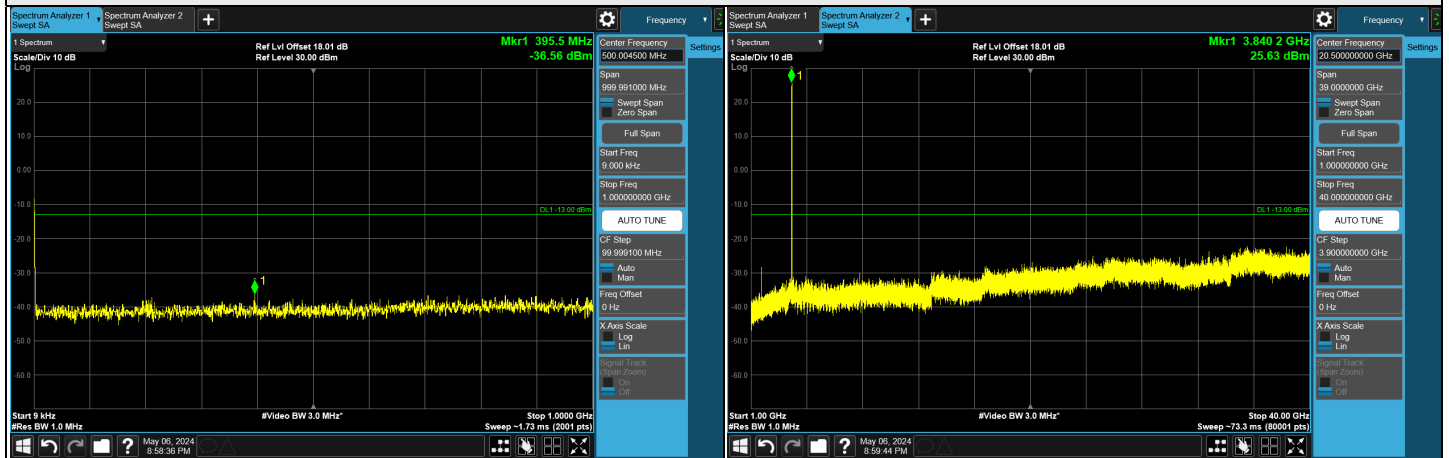 Spectrum Analyzer 1
Swept SA
Spectrum Analyzer 2
Swept SA
Frequency
1 Spectrum
Scale/Div 10 dB
Log
Ref Lvl Offset 18.01 dB
Ref Level 30.00 dBm
Mkr1 395.5 MHz
-36.56 dBm
1
20.0
10.0
0.00
-10.0
-20.0
-30.0
-40.0
-50.0
-60.0
DL1 -13.00 dBm
Start 9 kHz
#Res BW 1.0 MHz
#Video BW 3.0 MHz*
Stop 1.0000 GHz
Sweep ~1.73 ms (2001 pts)
Center Frequency
500.004500 MHz
Span
999.991000 MHz
Swept Span
Zero Span
Full Span
Start Freq
9.000 kHz
Stop Freq
1.000000000 GHz
AUTO TUNE
CF Step
99.999100 MHz
Auto
Man
Freq Offset
0 Hz
X Axis Scale
Log
Lin
Signal Track
(Span Zoom)
On
Off
Settings
?
May 06, 2024
8:58:36 PM
Spectrum Analyzer 1
Swept SA
Spectrum Analyzer 2
Swept SA
Frequency
1 Spectrum
Scale/Div 10 dB
Log
Ref Lvl Offset 18.01 dB
Ref Level 30.00 dBm
Mkr1 3.840 2 GHz
25.63 dBm
1
20.0
10.0
0.00
-10.0
-20.0
-30.0
-40.0
-50.0
-60.0
DL1 -13.00 dBm
Start 1.00 GHz
#Res BW 1.0 MHz
#Video BW 3.0 MHz*
Stop 40.00 GHz
Sweep ~73.3 ms (80001 pts)
Center Frequency
20.500000000 GHz
Span
39.0000000 GHz
Swept Span
Zero Span
Full Span
Start Freq
1.000000000 GHz
Stop Freq
40.000000000 GHz
AUTO TUNE
CF Step
3.900000000 GHz
Auto
Man
Freq Offset
0 Hz
X Axis Scale
Log
Lin
Signal Track
(Span Zoom)
On
Off
Settings
?
May 06, 2024
8:59:44 PM